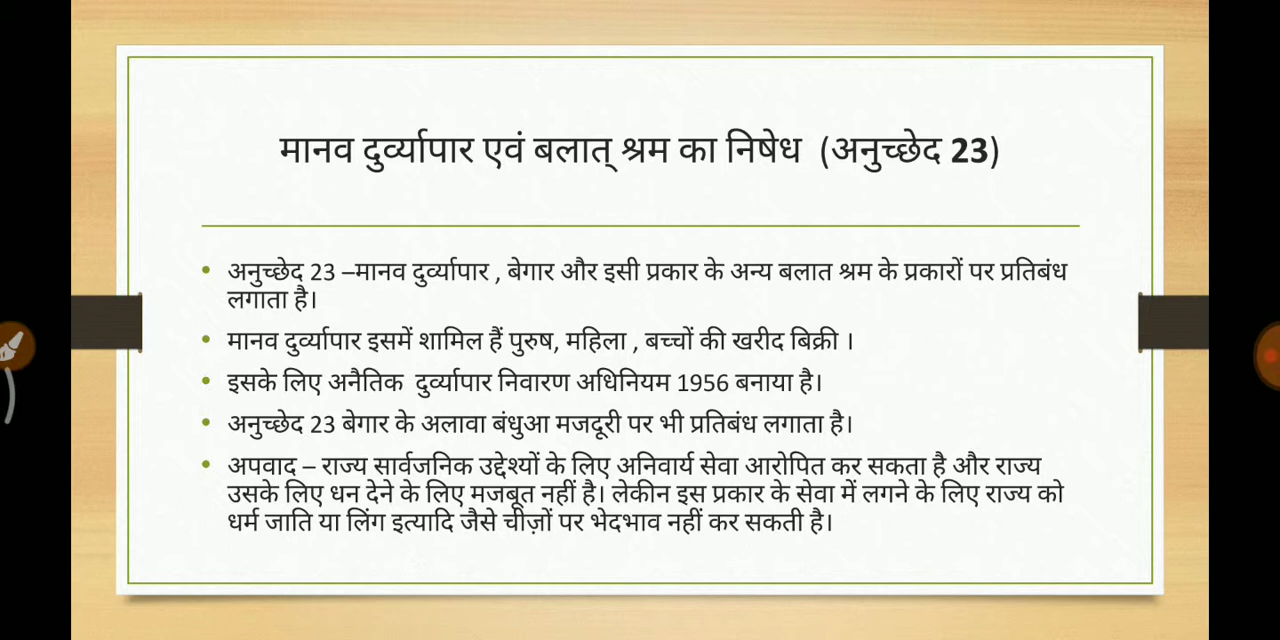 मानव दुर्व्यापार एवं बलात् श्रम का निषेध (अनुच्छेद 23)
• अनुच्छेद 23 –मानव दुर्व्यापार , बेगार और इसी प्रकार के अन्य बलात श्रम के प्रकारों पर प्रतिबंध
लगाता है।
• मानव दुर्व्यापार इसमें शामिल हैं पुरुष, महिला , बच्चों की खरीद बिक्री ।
• इसके लिए अनैतिक दुर्व्यापार निवारण अधिनियम 1956 बनाया है।
• अनुच्छेद 23 बेगार के अलावा बंधुआ मजदूरी पर भी प्रतिबंध लगाता है।
• अपवाद – राज्य सार्वजनिक उद्देश्यों के लिए अनिवार्य सेवा आरोपित कर सकता है और राज्य
उसके लिए धन देने के लिए मजबूत नहीं है। लेकीन इस प्रकार के सेवा में लगने के लिए राज्य को
धर्म जाति या लिंग इत्यादि जैसे चीज़ों पर भेदभाव नहीं कर सकती है।